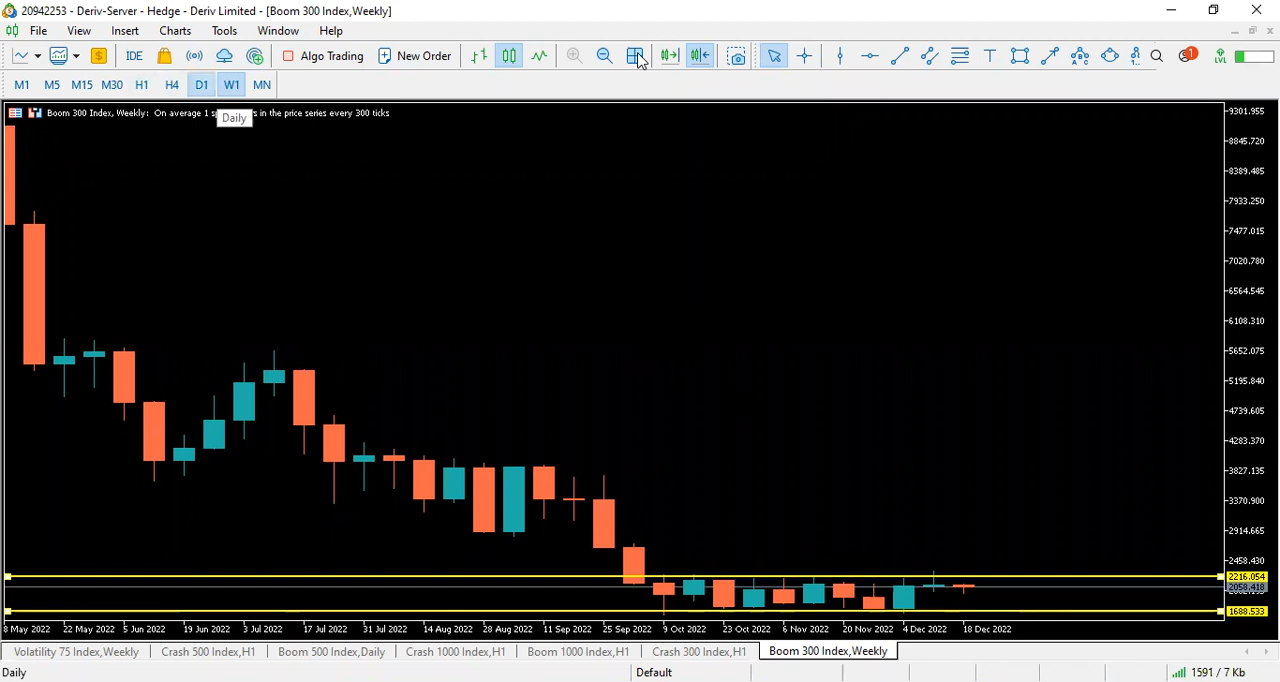 20942253 - Deriv-Server - Hedge - Deriv Limited - [Boom 300 Index,Weekly]
File View Insert Charts Tools Window Help
IDE Algo Trading New Order 1 LVL
M1 M5 M15 M30 H1 H4 D1 W1 MN
Boom 300 Index, Weekly: On average 1 in the price series every 300 ticks
Daily
9301.955
8845.720
8389.485
7933.250
7477.015
7020.780
6564.545
6108.310
5652.075
5195.840
4739.605
4283.370
3827.135
3370.900
2914.665
2458.430
2216.054
2058.418
1688.533
8 May 2022 22 May 2022 5 Jun 2022 19 Jun 2022 3 Jul 2022 17 Jul 2022 31 Jul 2022 14 Aug 2022 28 Aug 2022 11 Sep 2022 25 Sep 2022 9 Oct 2022 23 Oct 2022 6 Nov 2022 20 Nov 2022 4 Dec 2022 18 Dec 2022
Volatility 75 Index,Weekly Crash 500 Index,H1 Boom 500 Index,Daily Crash 1000 Index,H1 Boom 1000 Index,H1 Crash 300 Index,H1 Boom 300 Index,Weekly
Daily Default 1591 / 7 Kb